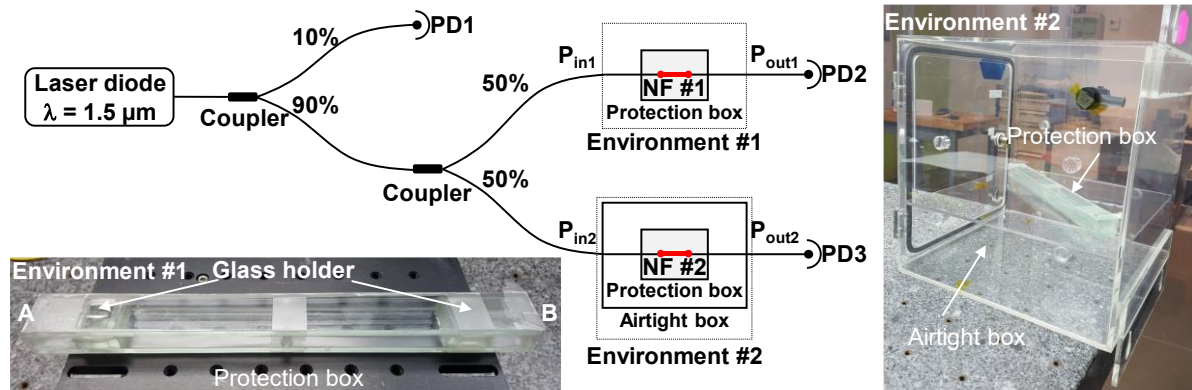 10%
PD1
Laser diode
λ = 1.5 µm
Coupler
90%
50%
Pin1
NF #1
Protection box
Environment #1
Pout1
PD2
Coupler
50%
Pin2
NF #2
Protection box
Airtight box
Environment #2
Pout2
PD3
Environment #1
Glass holder
A
B
Protection box
Environment #2
Protection box
Airtight box